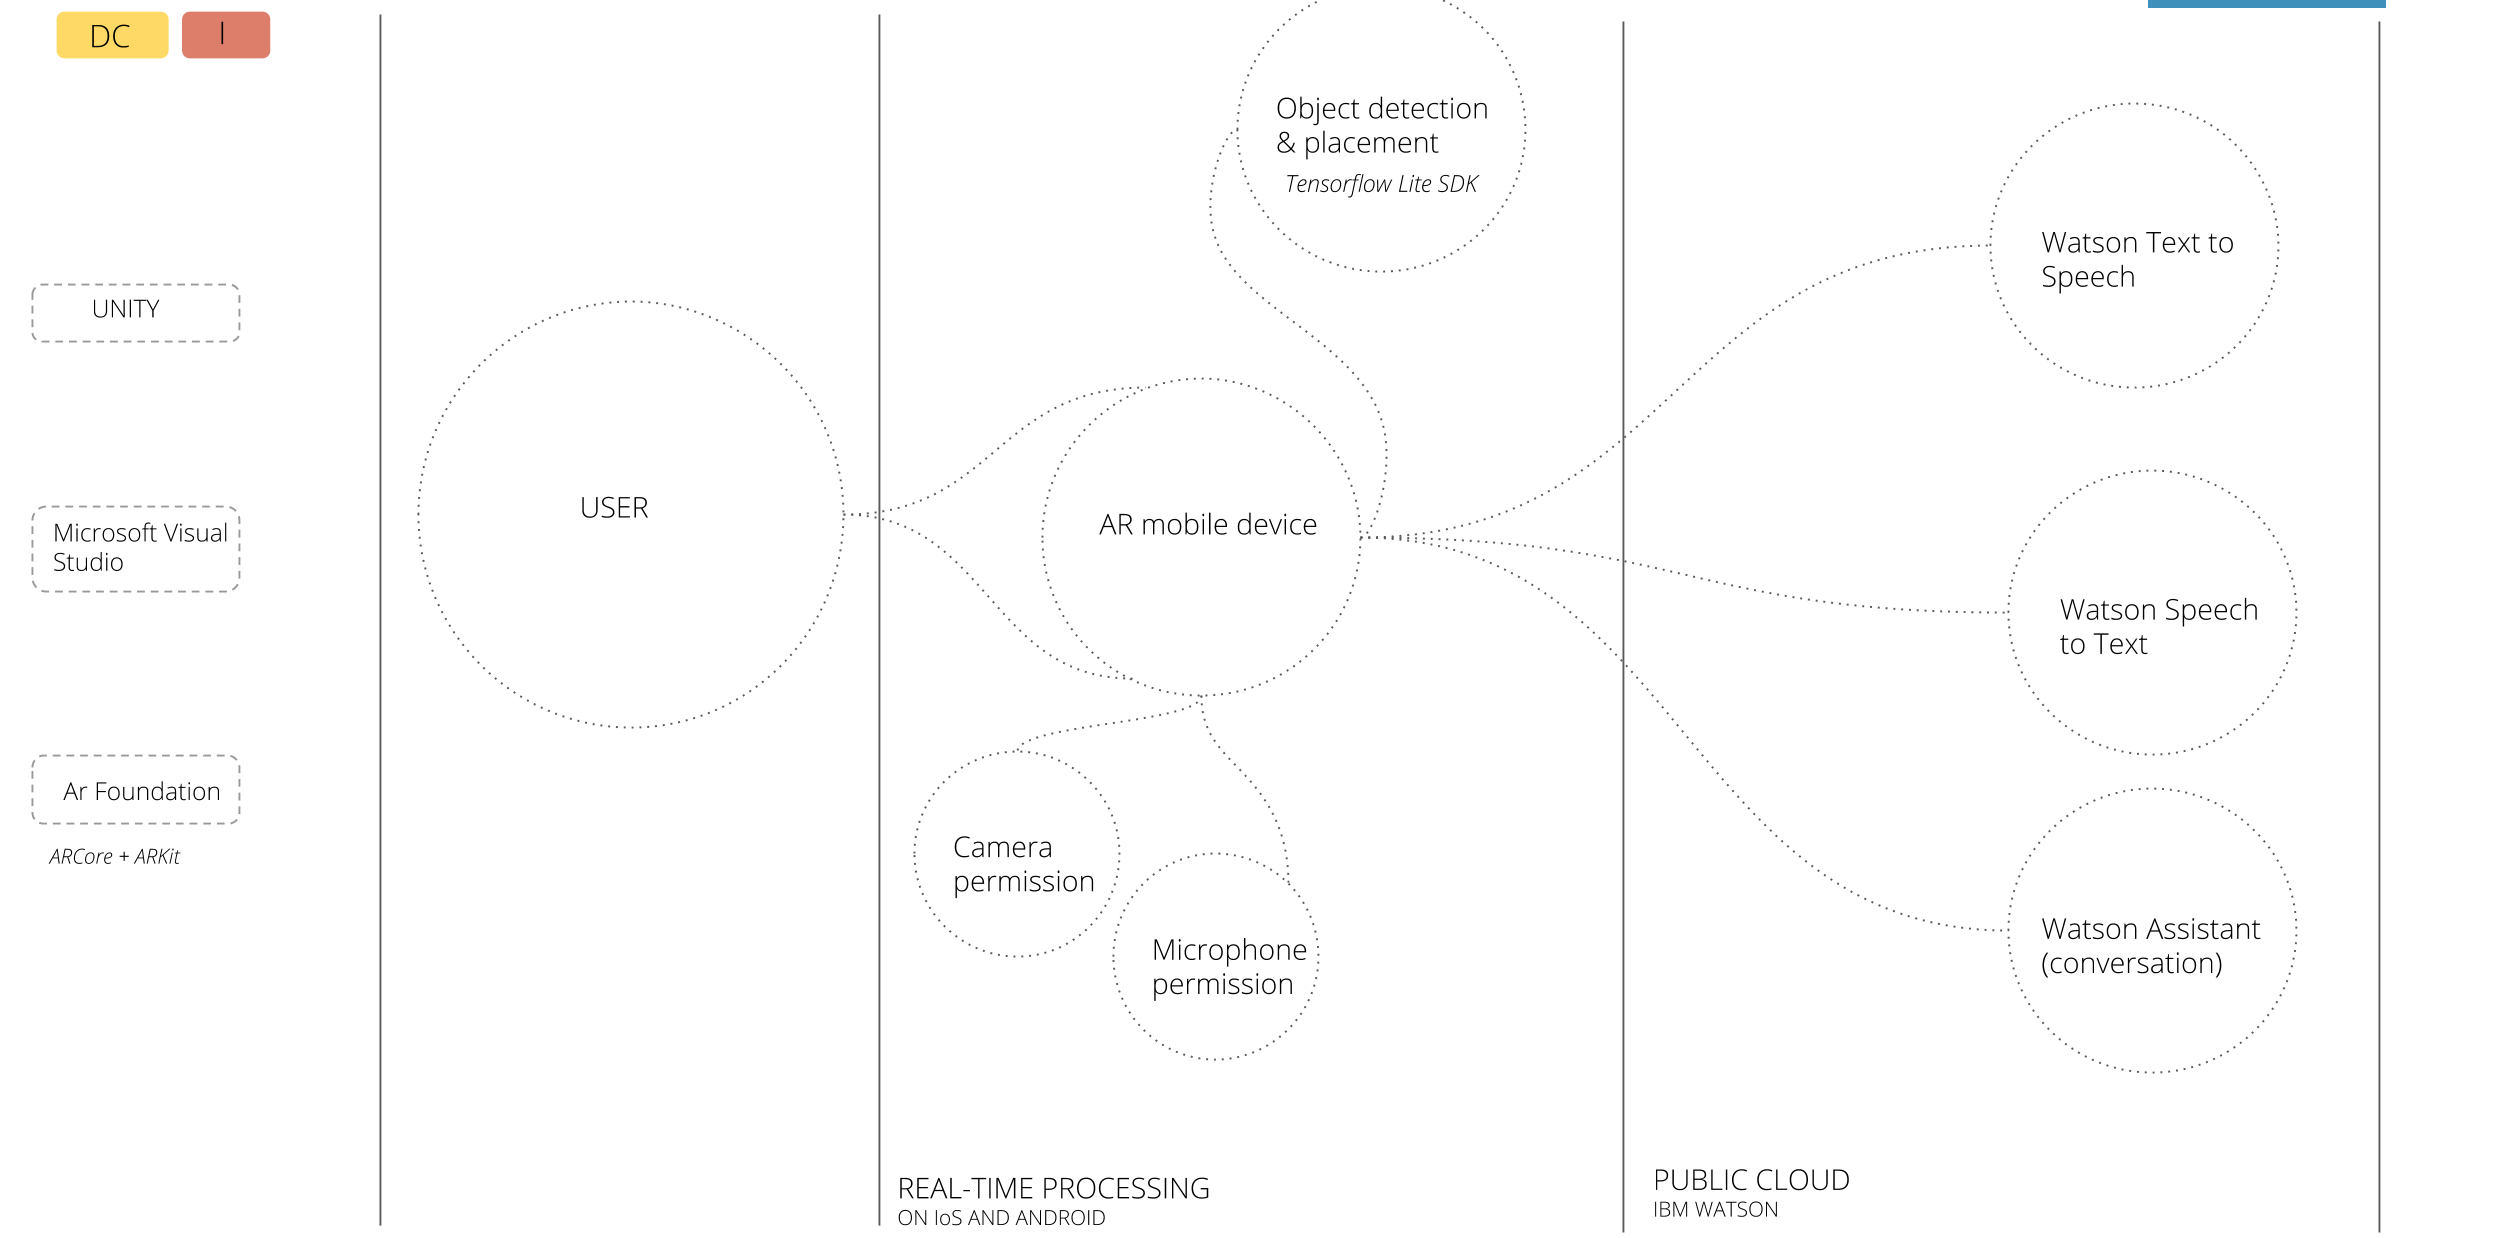 DC
I
UNITY
Microsoft Visual
Studio
Ar Foundation
ARCore + ARKit
USER
Object detection
& placement
Tensorflow Lite SDK
AR mobile device
Camera
permission
Microphone
permission
REAL-TIME PROCESSING
ON IoS AND ANDROID
Watson Text to
Speech
Watson Speech
to Text
Watson Assistant
(conversation)
PUBLIC CLOUD
IBM WATSON